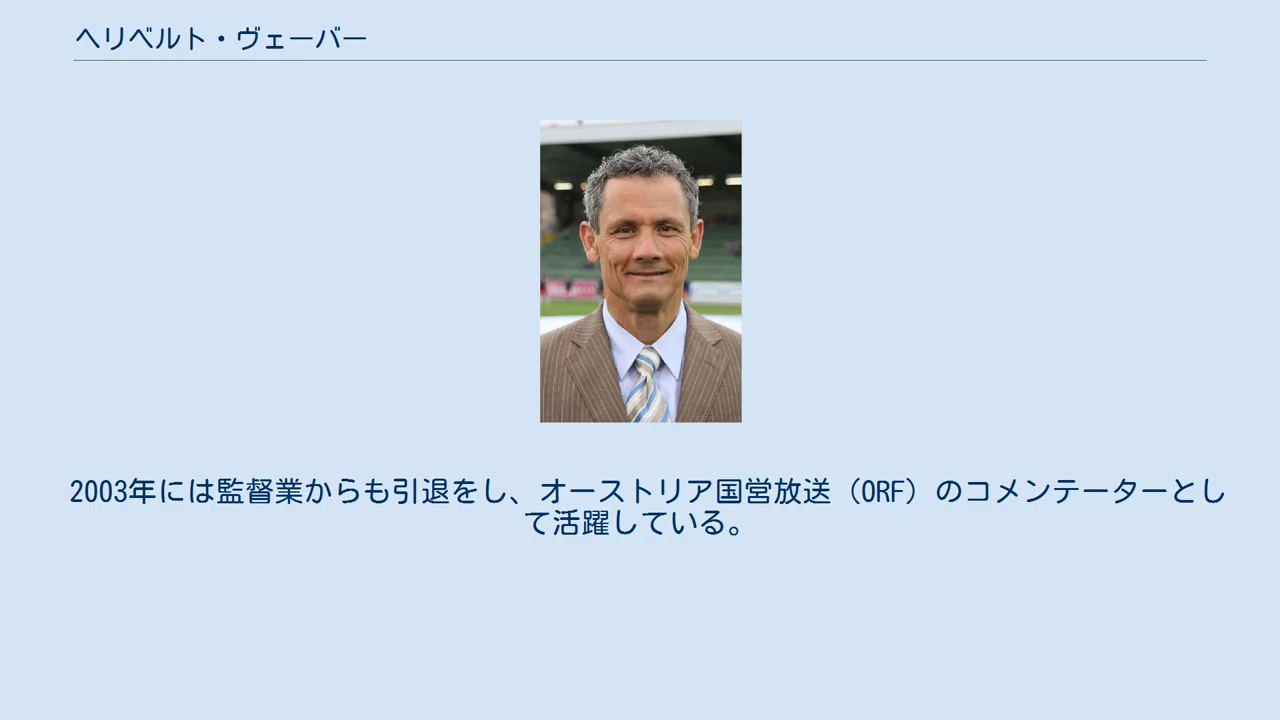 ヘリベルト・ヴェーバー
2003年には監督業からも引退をし、オーストリア国営放送（ORF）のコメンテーターとし
て活躍している。